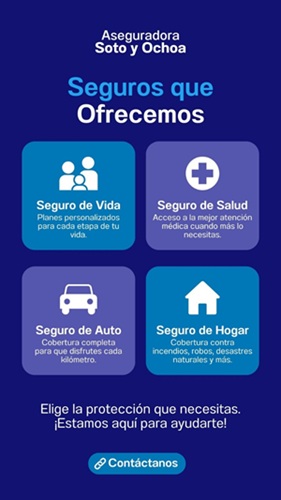 Aseguradora
Soto y Ochoa
Seguros que
Ofrecemos
Seguro de Vida
Planes personalizados
para cada etapa de tu
vida.
Seguro de Salud
Acceso a la mejor atención
médica cuando más lo
necesitas.
Seguro de Auto
Cobertura completa
para que disfrutes cada
kilómetro.
Seguro de Hogar
Cobertura contra
incendios, robos, desastres
naturales y más.
Elige la protección que necesitas.
¡Estamos aquí para ayudarte!
Contáctanos